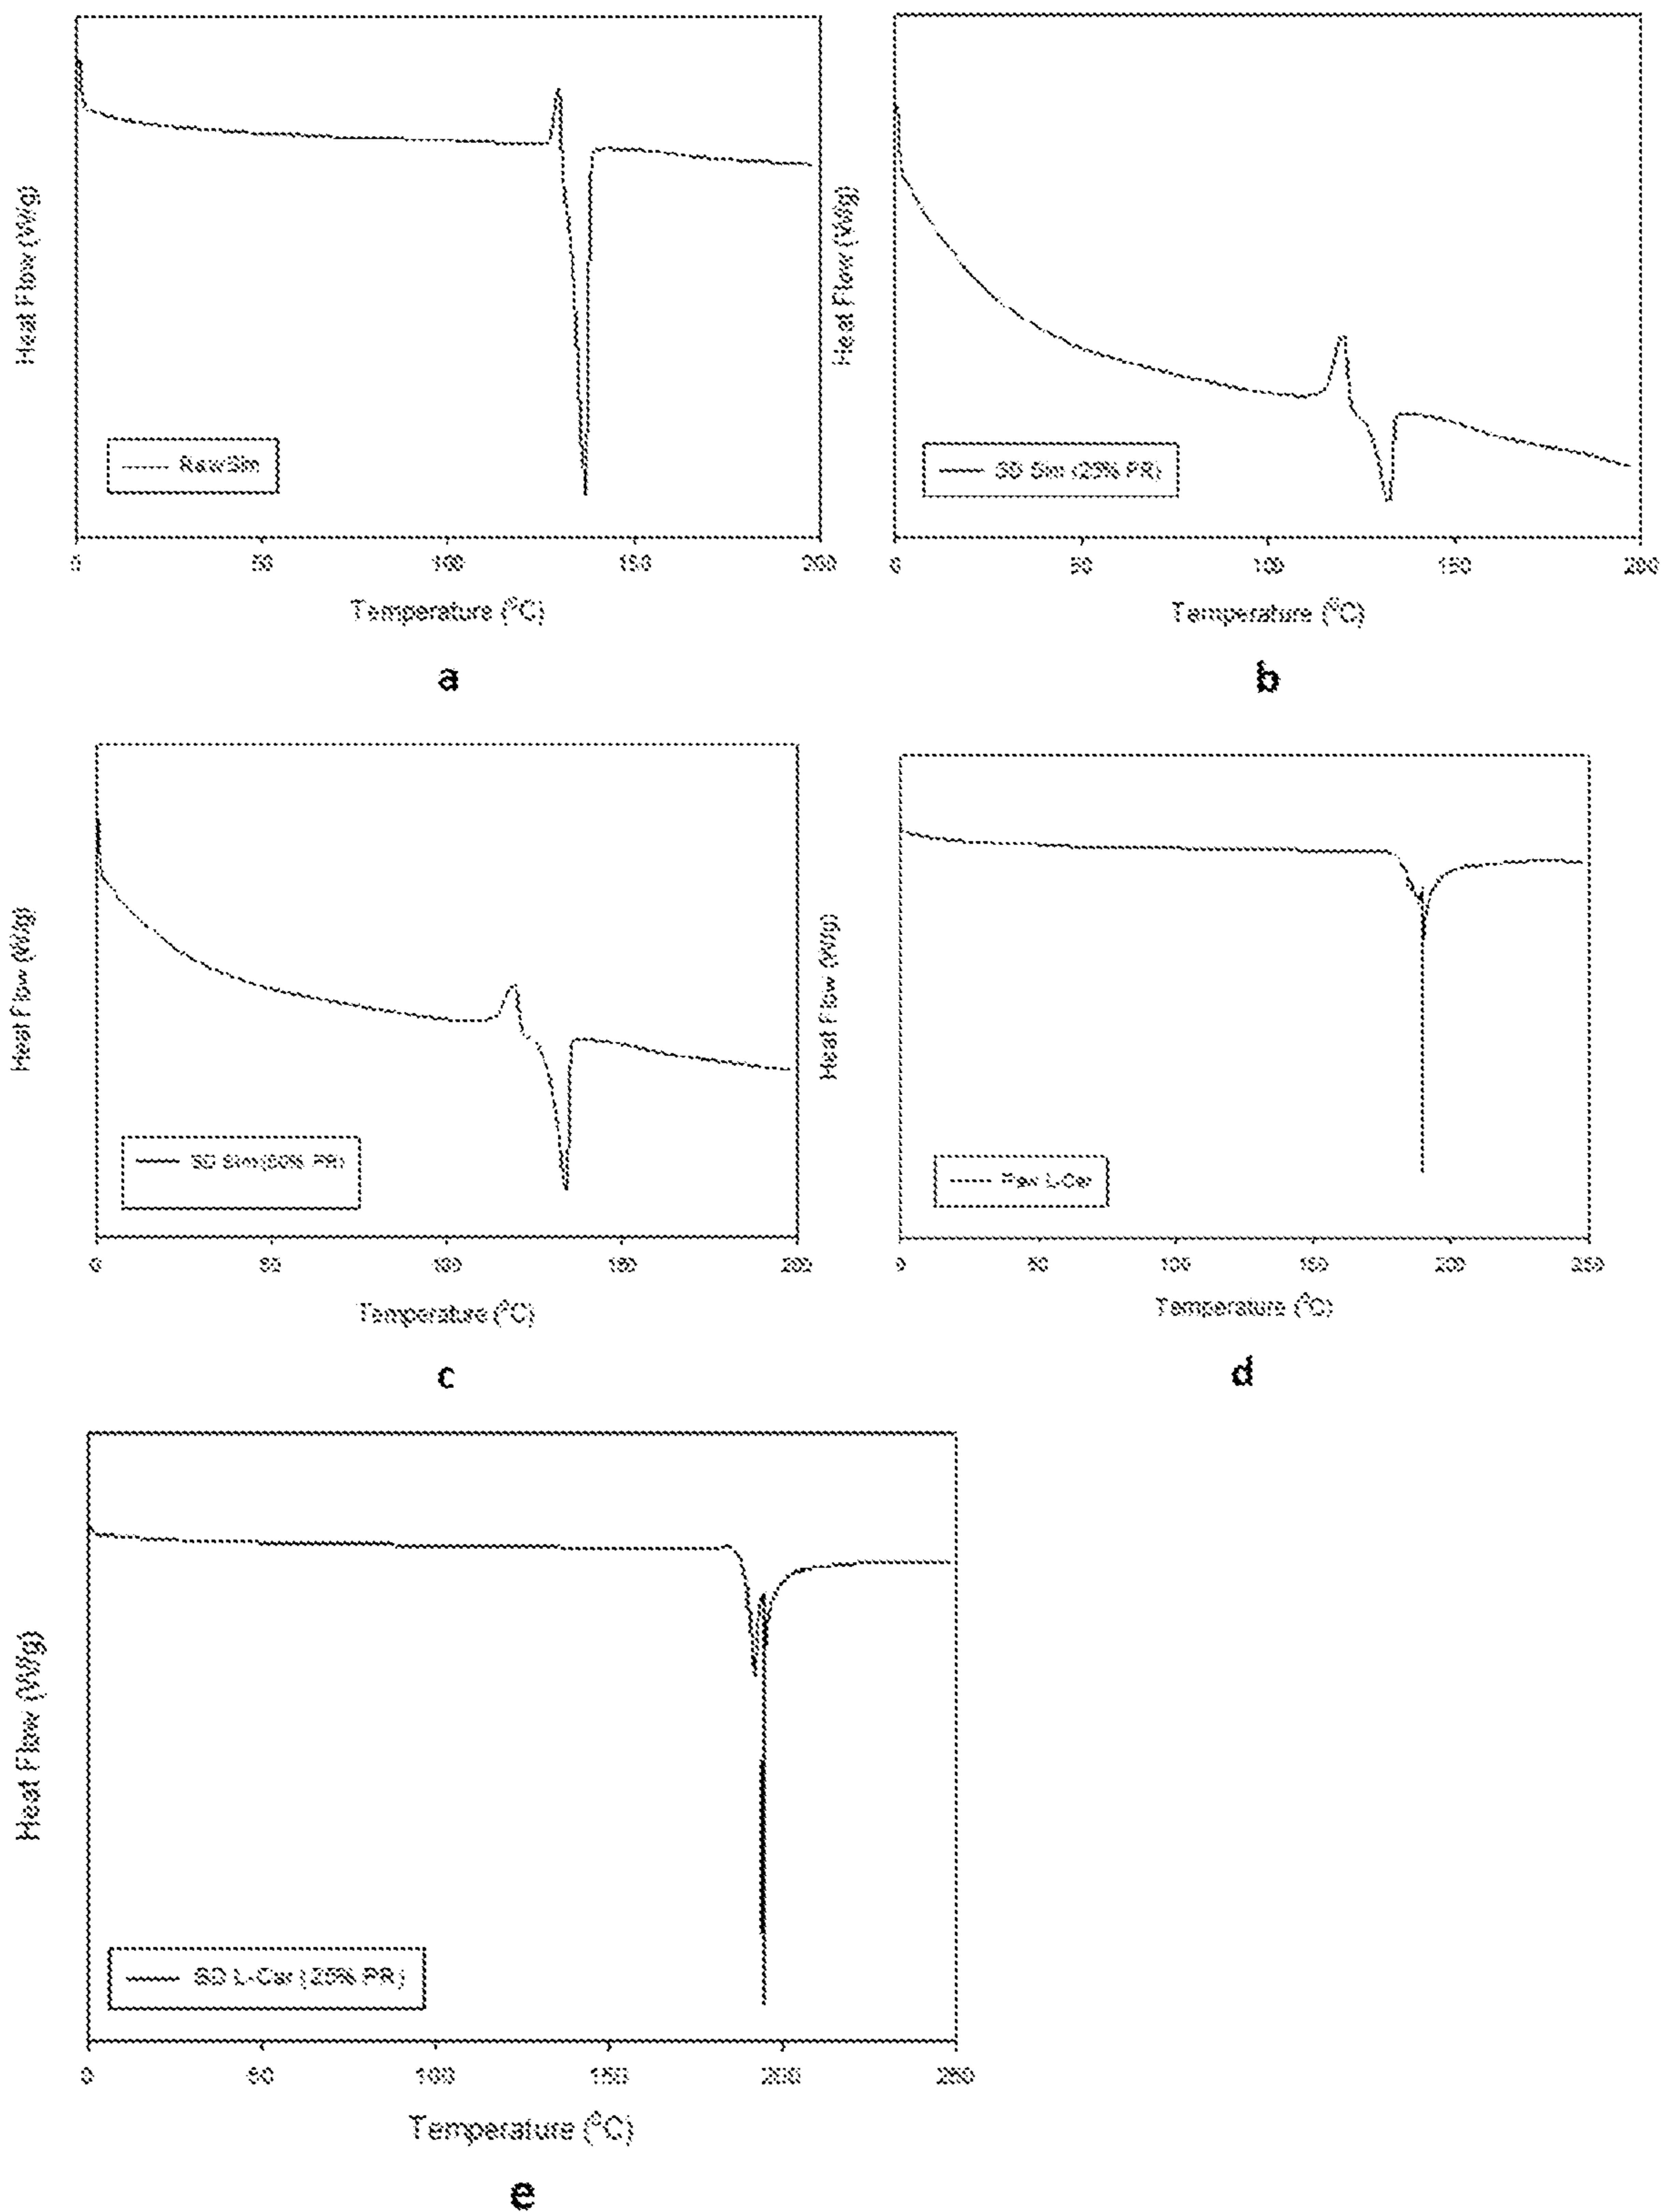 Heat Flow (W/g)
Raw Sim
0 50 100 150 200
Temperature (°C)
a
Heat Flow (W/g)
SD Sim (25% PR)
0 50 100 150 200
Temperature (°C)
b
Heat Flow (W/g)
SD Sim (50% PR)
0 50 100 150 200
Temperature (°C)
c
Heat Flow (W/g)
Raw L-Car
0 50 100 150 200 250
Temperature (°C)
d
Heat Flow (W/g)
SD L-Car (25% PR)
0 50 100 150 200 250
Temperature (°C)
e